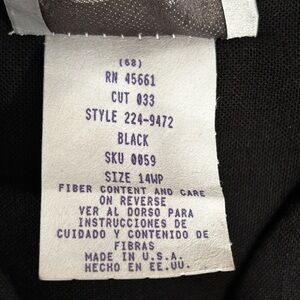 (68)
RN 45661
CUT 033
STYLE 224-9472
BLACK
SKU 0059
SIZE 14WP
FIBER CONTENT AND CARE
ON REVERSE
VER AL DORSO PARA
INSTRUCCIONES DE
CUIDADO Y CONTENIDO DE
FIBRAS
MADE IN U.S.A.
HECHO EN EE.UU.